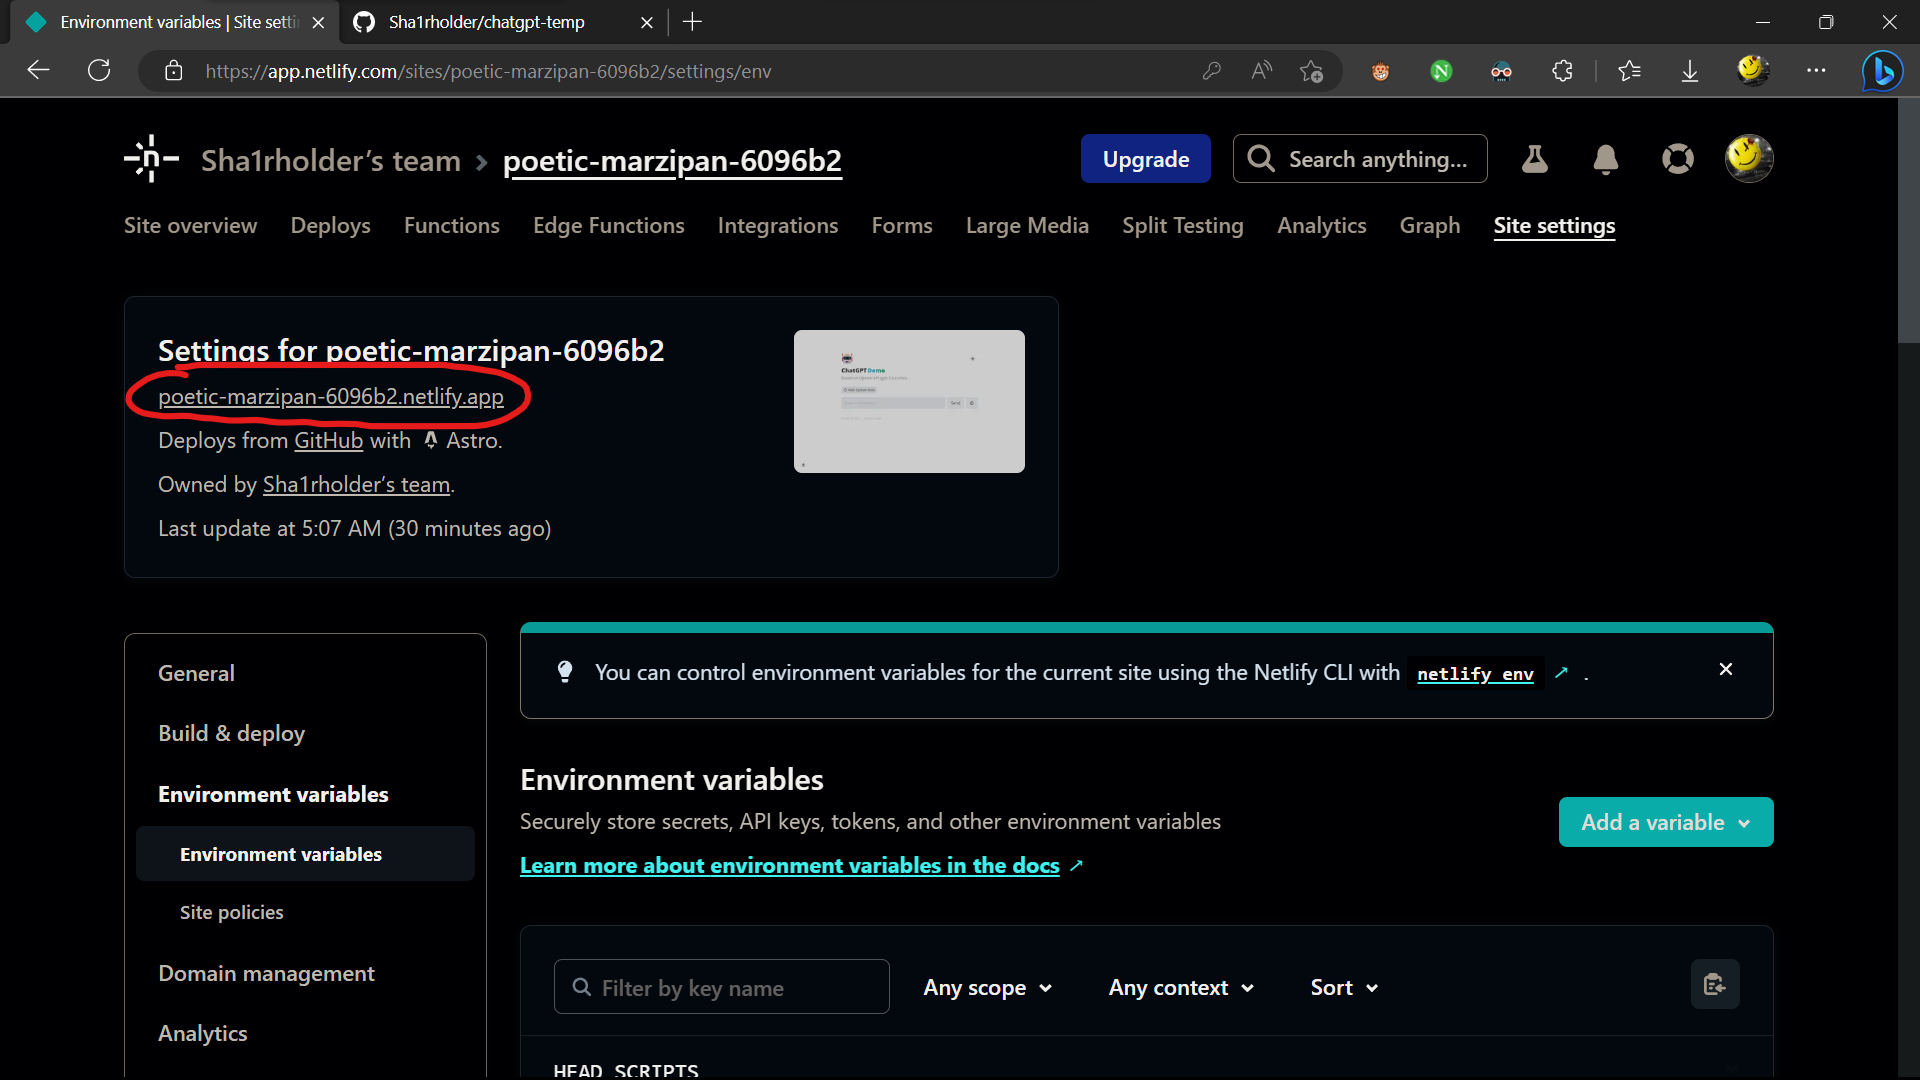 Environment variables | Site setti
Sha1rholder/chatgpt-temp
https://app.netlify.com/sites/poetic-marzipan-6096b2/settings/env
Sha1rholder’s team › poetic-marzipan-6096b2
Upgrade
Search anything...
Site overview
Deploys
Functions
Edge Functions
Integrations
Forms
Large Media
Split Testing
Analytics
Graph
Site settings
Settings for poetic-marzipan-6096b2
poetic-marzipan-6096b2.netlify.app
Deploys from GitHub with Astro.
Owned by Sha1rholder’s team.
Last update at 5:07 AM (30 minutes ago)
ChatGPT Demo
General
Build & deploy
Environment variables
Environment variables
Site policies
Domain management
Analytics
You can control environment variables for the current site using the Netlify CLI with netlify env ↗ .
Environment variables
Securely store secrets, API keys, tokens, and other environment variables
Learn more about environment variables in the docs ↗
Add a variable
Filter by key name
Any scope
Any context
Sort
HEAD_SCRIPTS